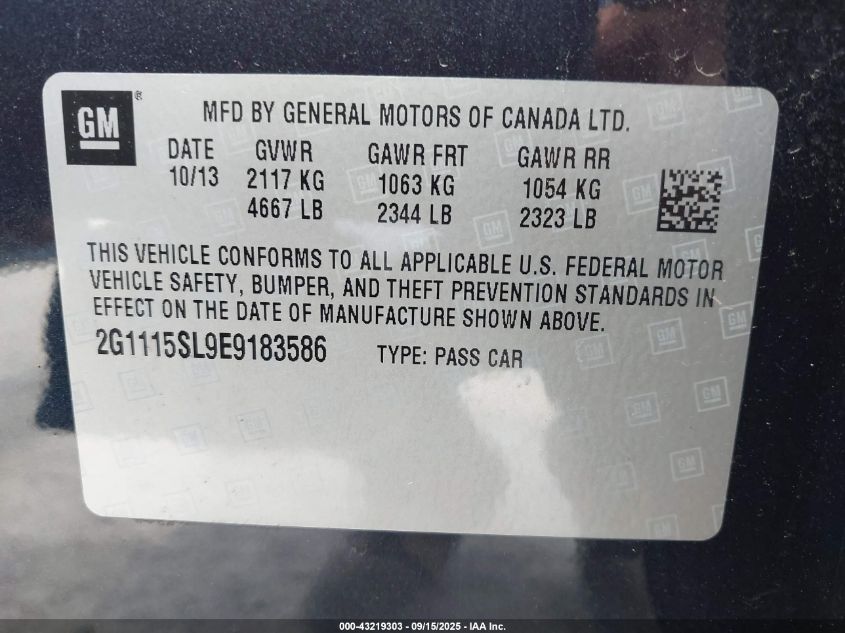 GM®
MFD BY GENERAL MOTORS OF CANADA LTD.
DATE GVWR GAWR FRT GAWR RR
10/13 2117 KG 1063 KG 1054 KG
4667 LB 2344 LB 2323 LB
THIS VEHICLE CONFORMS TO ALL APPLICABLE U.S. FEDERAL MOTOR
VEHICLE SAFETY, BUMPER, AND THEFT PREVENTION STANDARDS IN
EFFECT ON THE DATE OF MANUFACTURE SHOWN ABOVE.
2G1115SL9E9183586 TYPE: PASS CAR
000-43219303 - 09/15/2025 - IAA Inc.